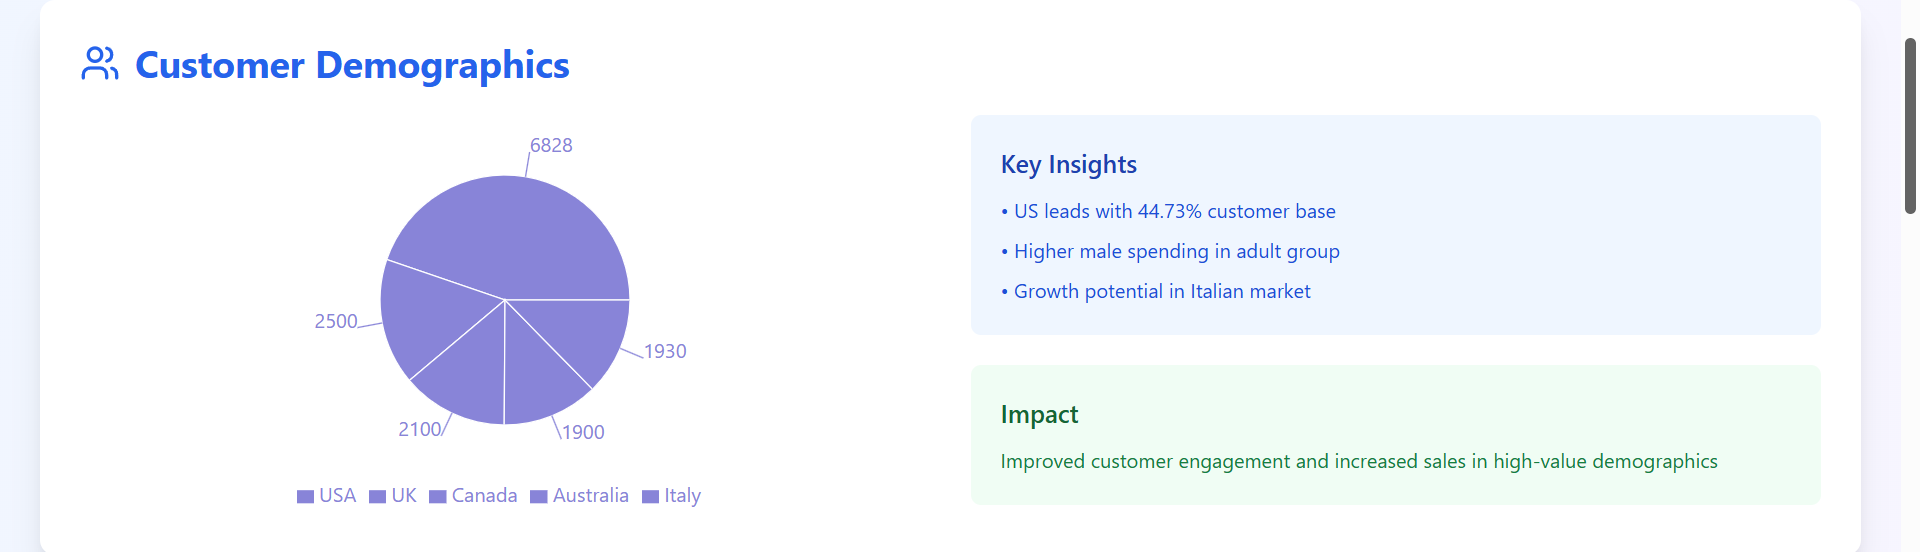 Customer Demographics
6828
2500
1930
2100
1900
USA UK Canada Australia Italy
Key Insights
• US leads with 44.73% customer base
• Higher male spending in adult group
• Growth potential in Italian market
Impact
Improved customer engagement and increased sales in high-value demographics